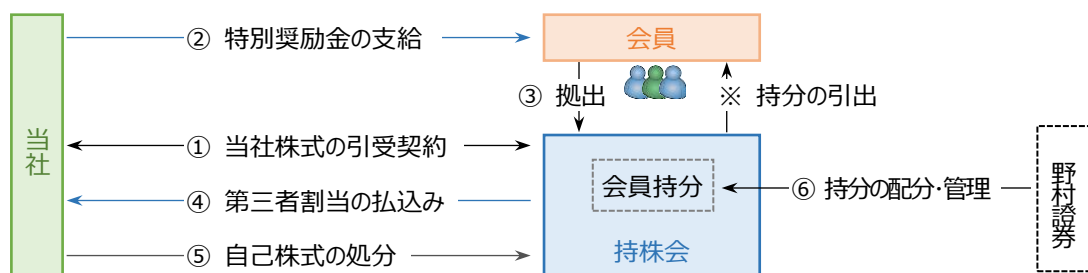 ② 特別奨励金の支給
会員
③ 拠出
※ 持分の引出
当社
① 当社株式の引受契約
会員持分
⑥ 持分の配分・管理
野村證券
④ 第三者割当の払込み
⑤ 自己株式の処分
持株会